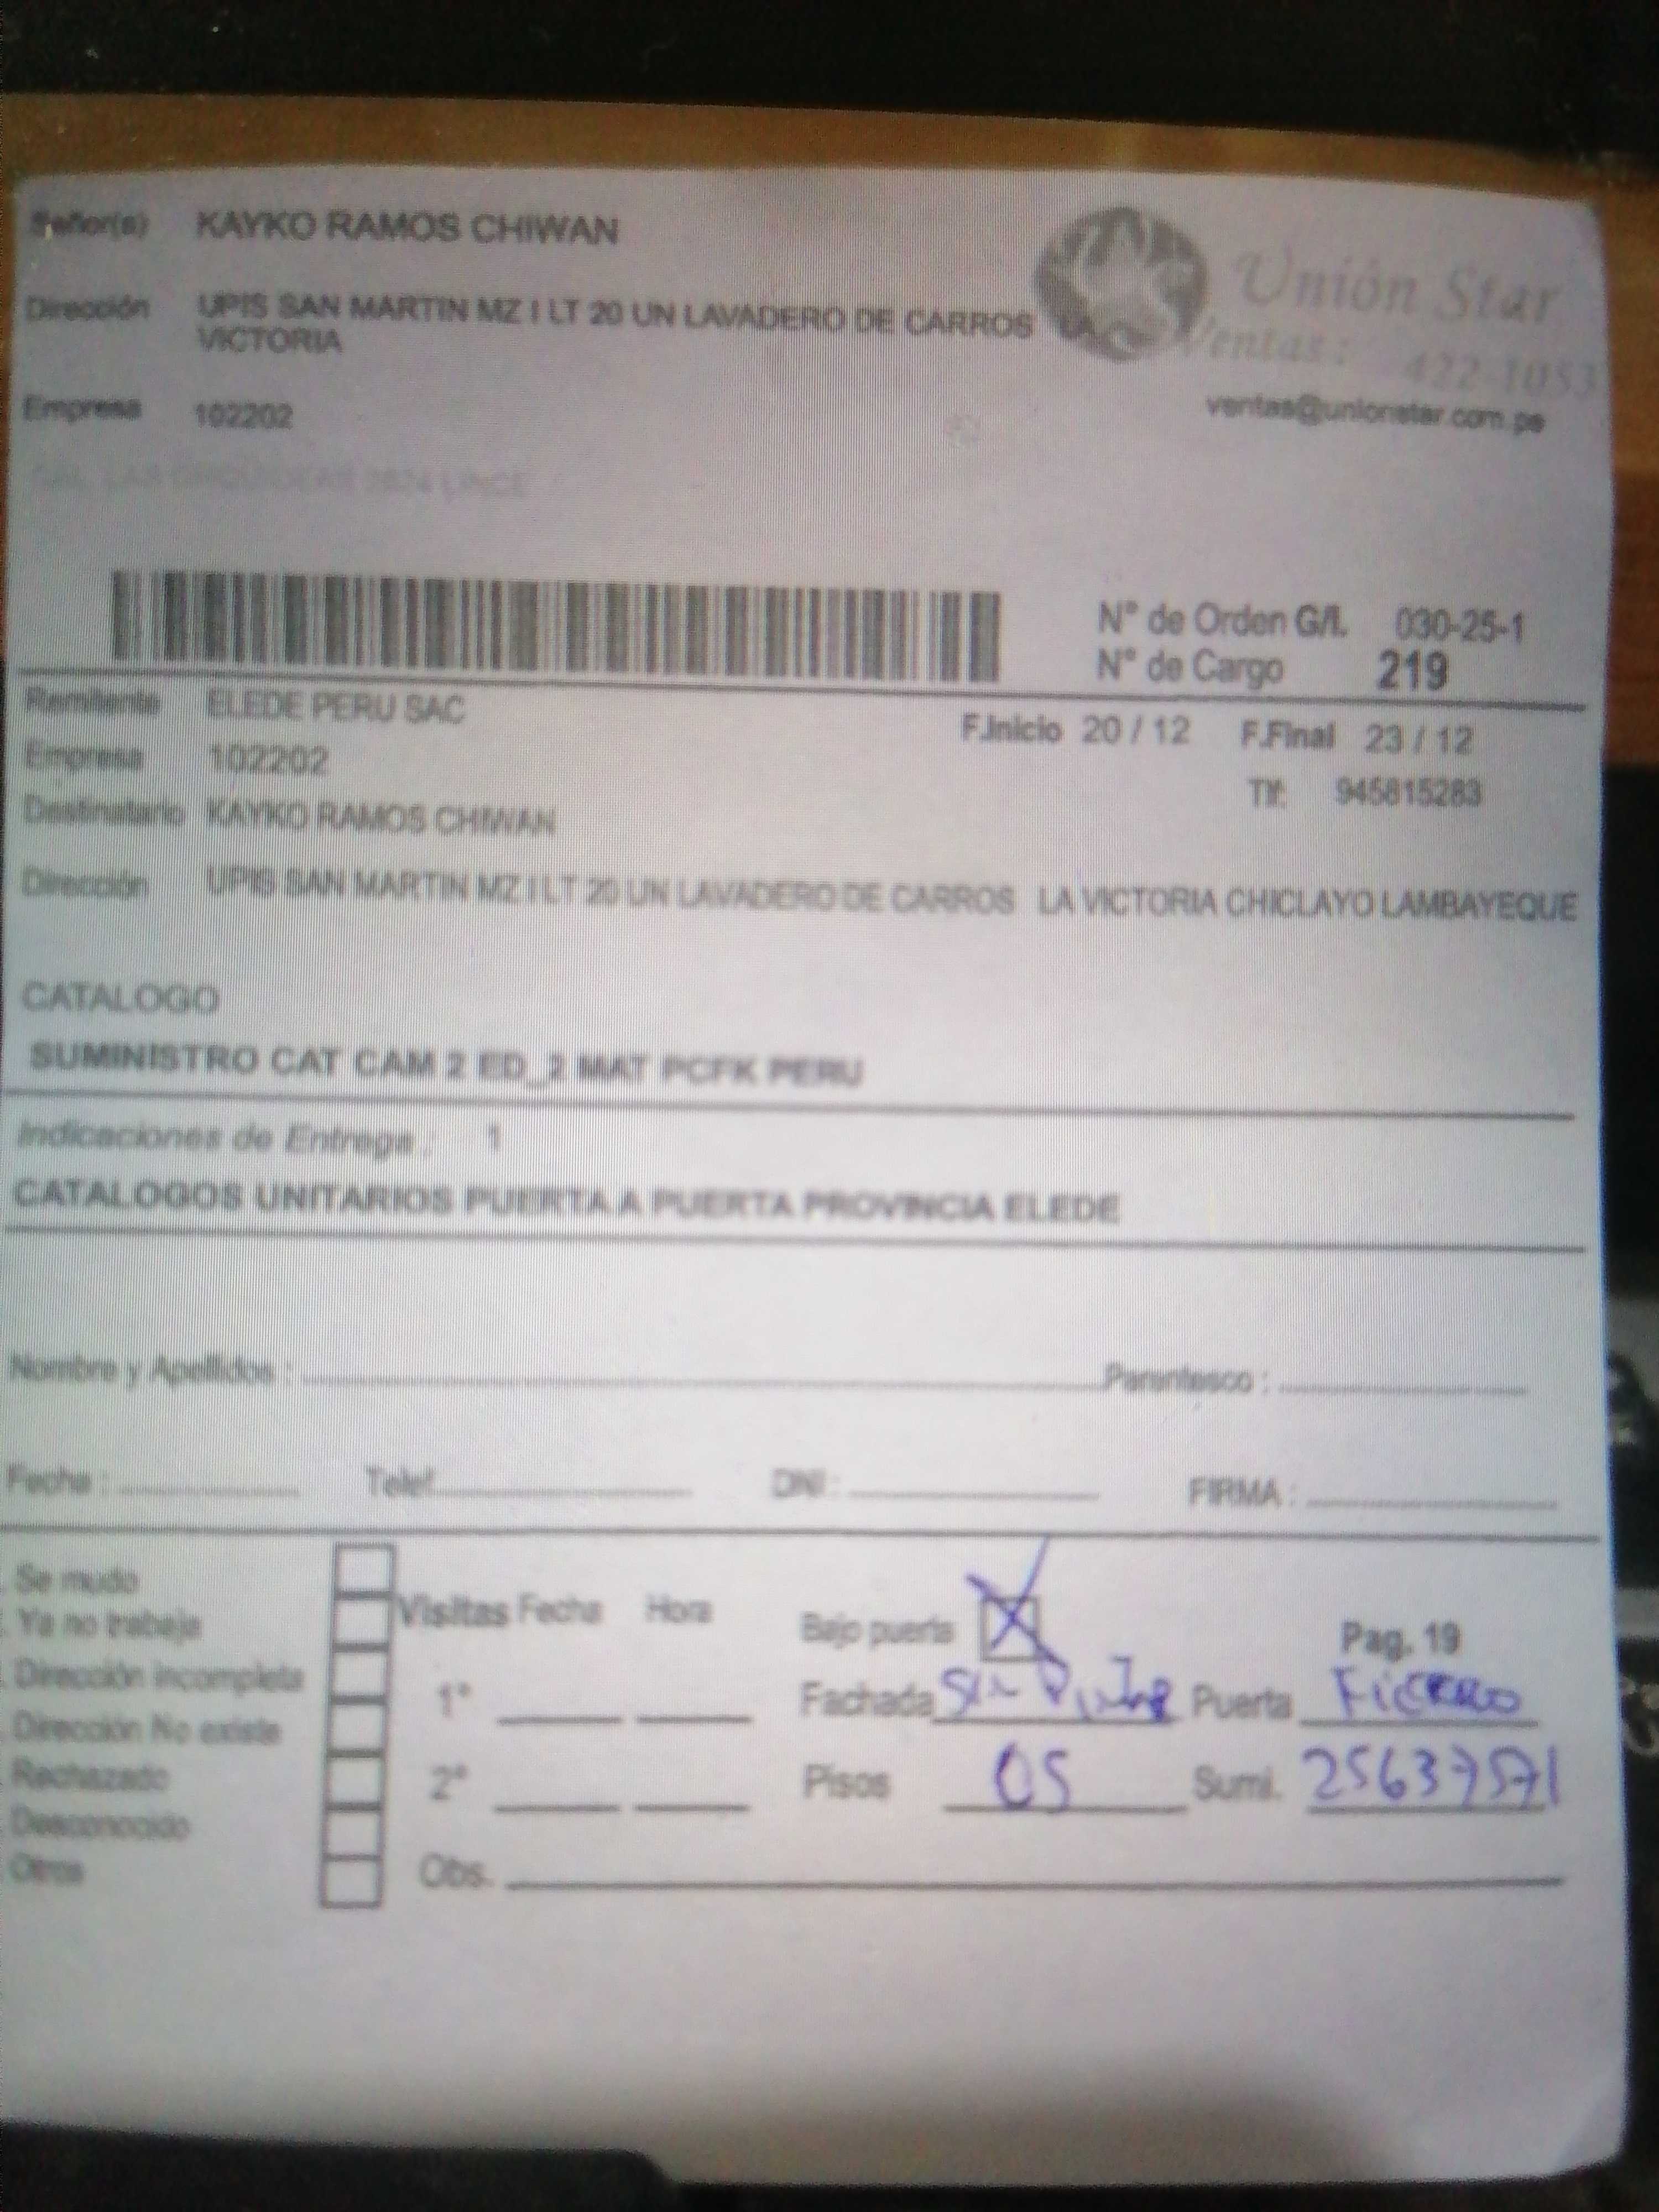 Señor(s) KAYKO RAMOS CHIWAN
Dirección UPIS SAN MARTIN MZ I LT 20 UN LAVADERO DE CARROS LA
VICTORIA
Unión Star
Ventas: 422-1053
ventas@unionstar.com.pe
Empresa 102202
LINCE
N° de Orden G/I. 030-25-1
N° de Cargo 219
Remitente ELEDE PERU SAC
F.Inicio 20 / 12 F.Final 23 / 12
Empresa 102202
Tlf: 945815283
Destinatario KAYKO RAMOS CHIWAN
Dirección UPIS SAN MARTIN MZ I LT 20 UN LAVADERO DE CARROS LA VICTORIA CHICLAYO LAMBAYEQUE
CATALOGO
SUMINISTRO CAT CAM 2 ED_2 MAT PCFK PERU
Indicaciones de Entrega : 1
CATALOGOS UNITARIOS PUERTA A PUERTA PROVINCIA ELEDE
Nombre y Apellidos : Parentesco :
Fecha : Telef. DNI : FIRMA :
Se mudo
Ya no trabaja
Dirección incompleta
Dirección No existe
Rechazado
Desconocido
Otros
Visitas Fecha Hora
1°
2°
Obs.
Bajo puerta X Pag. 19
Fachada Sin Puerta Fierro
Pisos 05 Sumi. 25637571